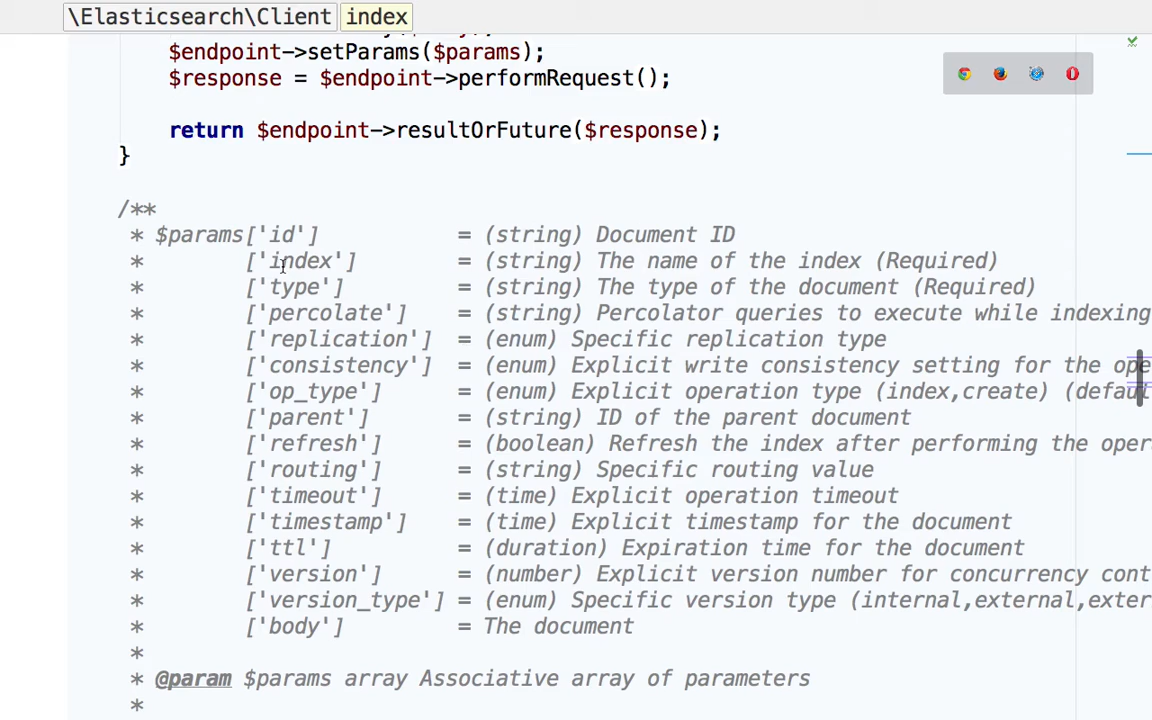 \Elasticsearch\Client index
$endpoint->setParams($params);
$response = $endpoint->performRequest();
return $endpoint->resultOrFuture($response);
}
/**
* $params['id'] = (string) Document ID
* ['index'] = (string) The name of the index (Required)
* ['type'] = (string) The type of the document (Required)
* ['percolate'] = (string) Percolator queries to execute while indexing
* ['replication'] = (enum) Specific replication type
* ['consistency'] = (enum) Explicit write consistency setting for the ope
* ['op_type'] = (enum) Explicit operation type (index,create) (defaul
* ['parent'] = (string) ID of the parent document
* ['refresh'] = (boolean) Refresh the index after performing the oper
* ['routing'] = (string) Specific routing value
* ['timeout'] = (time) Explicit operation timeout
* ['timestamp'] = (time) Explicit timestamp for the document
* ['ttl'] = (duration) Expiration time for the document
* ['version'] = (number) Explicit version number for concurrency cont
* ['version_type'] = (enum) Specific version type (internal,external,exter
* ['body'] = The document
*
* @param $params array Associative array of parameters
*